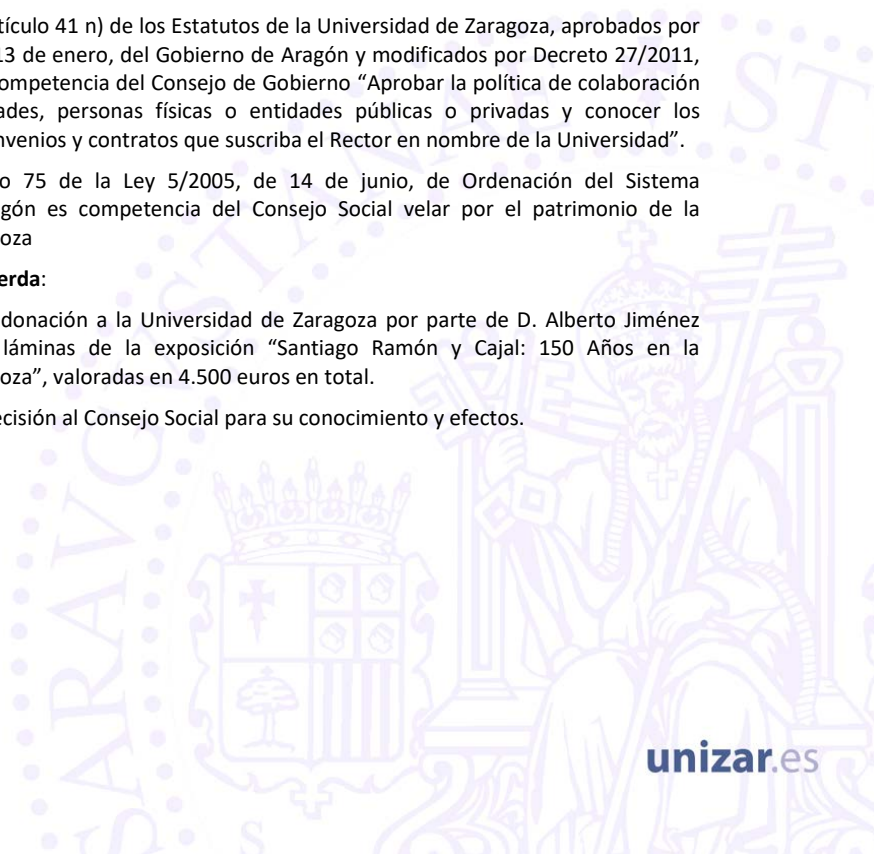 tículo 41 n) de los Estatutos de la Universidad de Zaragoza, aprobados por
13 de enero, del Gobierno de Aragón y modificados por Decreto 27/2011,
ompetencia del Consejo de Gobierno “Aprobar la política de colaboración
ades, personas físicas o entidades públicas o privadas y conocer los
nvenios y contratos que suscriba el Rector en nombre de la Universidad”.
o 75 de la Ley 5/2005, de 14 de junio, de Ordenación del Sistema
gón es competencia del Consejo Social velar por el patrimonio de la
oza
erda:
donación a la Universidad de Zaragoza por parte de D. Alberto Jiménez
láminas de la exposición “Santiago Ramón y Cajal: 150 Años en la
oza”, valoradas en 4.500 euros en total.
ecisión al Consejo Social para su conocimiento y efectos.
unizar.es